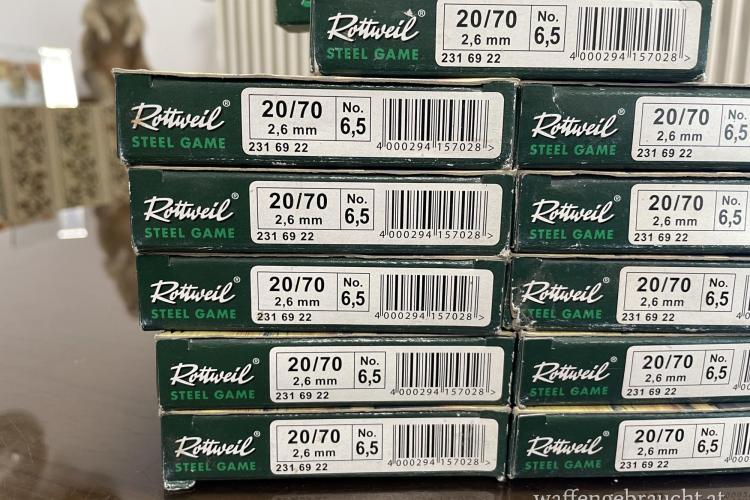 Rottweil®
STEEL GAME
20/70 No.
2,6 mm 6,5
231 69 22
4 000294 157028 >
Rottweil®
STEEL GAME
20/70 No.
2,6 mm 6,5
231 69 22
4 000294 157028 >
Rottweil®
STEEL GAME
20/70 No.
2,6 mm 6,5
231 69 22
Rottweil®
STEEL GAME
20/70 No.
2,6 mm 6,5
231 69 22
4 000294 157028 >
Rottweil®
STEEL GAME
20/70 No.
2,6 mm 6,5
231 69 22
Rottweil®
STEEL GAME
20/70 No.
2,6 mm 6,5
231 69 22
4 000294 157028 >
Rottweil®
STEEL GAME
20/70 No.
2,6 mm 6,5
231 69 22
4
Rottweil®
STEEL GAME
20/70 No.
2,6 mm 6,5
231 69 22
4 000294 157028 >
Rottweil®
STEEL GAME
20/70 No.
2,6 mm 6,5
231 69 22
4
Rottweil®
STEEL GAME
20/70 No.
2,6 mm 6,5
231 69 22
4 000294 157028 >
Rottweil®
STEEL GAME
20/70 No.
2,6 mm 6,5
231 69 22
waffengebraucht.at